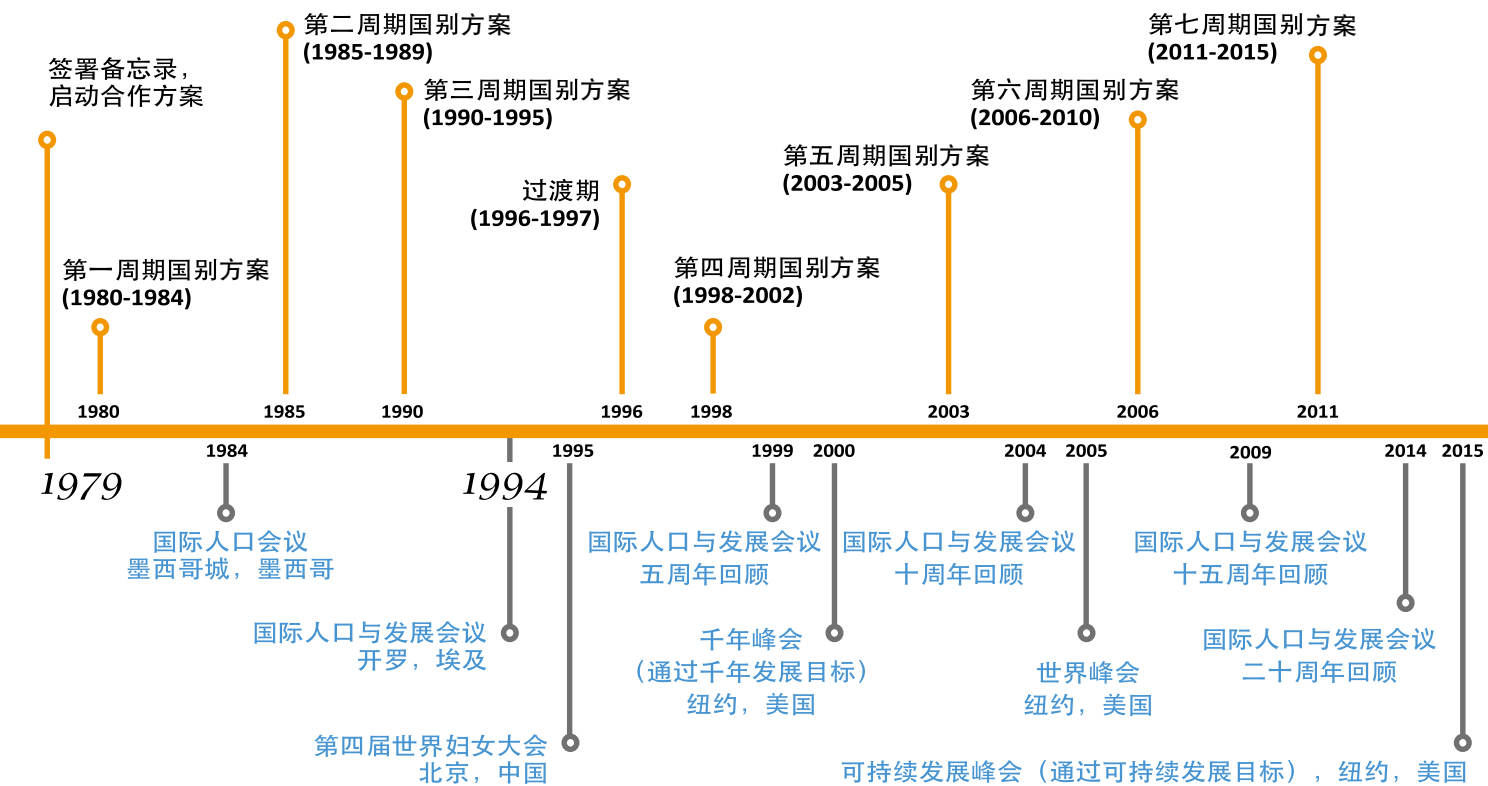 第二周期国别方案
(1985-1989)
第七周期国别方案
(2011-2015)
签署备忘录，
启动合作方案
第三周期国别方案
(1990-1995)
第六周期国别方案
(2006-2010)
第五周期国别方案
(2003-2005)
过渡期
(1996-1997)
第一周期国别方案
(1980-1984)
第四周期国别方案
(1998-2002)
1980
1985
1990
1996
1998
2003
2006
2011
1984
1995
1999
2000
2004
2005
2009
2014
2015
1979
1994
国际人口会议
墨西哥城，墨西哥
国际人口与发展会议
五周年回顾
国际人口与发展会议
十周年回顾
国际人口与发展会议
十五周年回顾
国际人口与发展会议
开罗，埃及
千年峰会
（通过千年发展目标）
纽约，美国
世界峰会
纽约，美国
国际人口与发展会议
二十周年回顾
第四届世界妇女大会
北京，中国
可持续发展峰会（通过可持续发展目标），纽约，美国